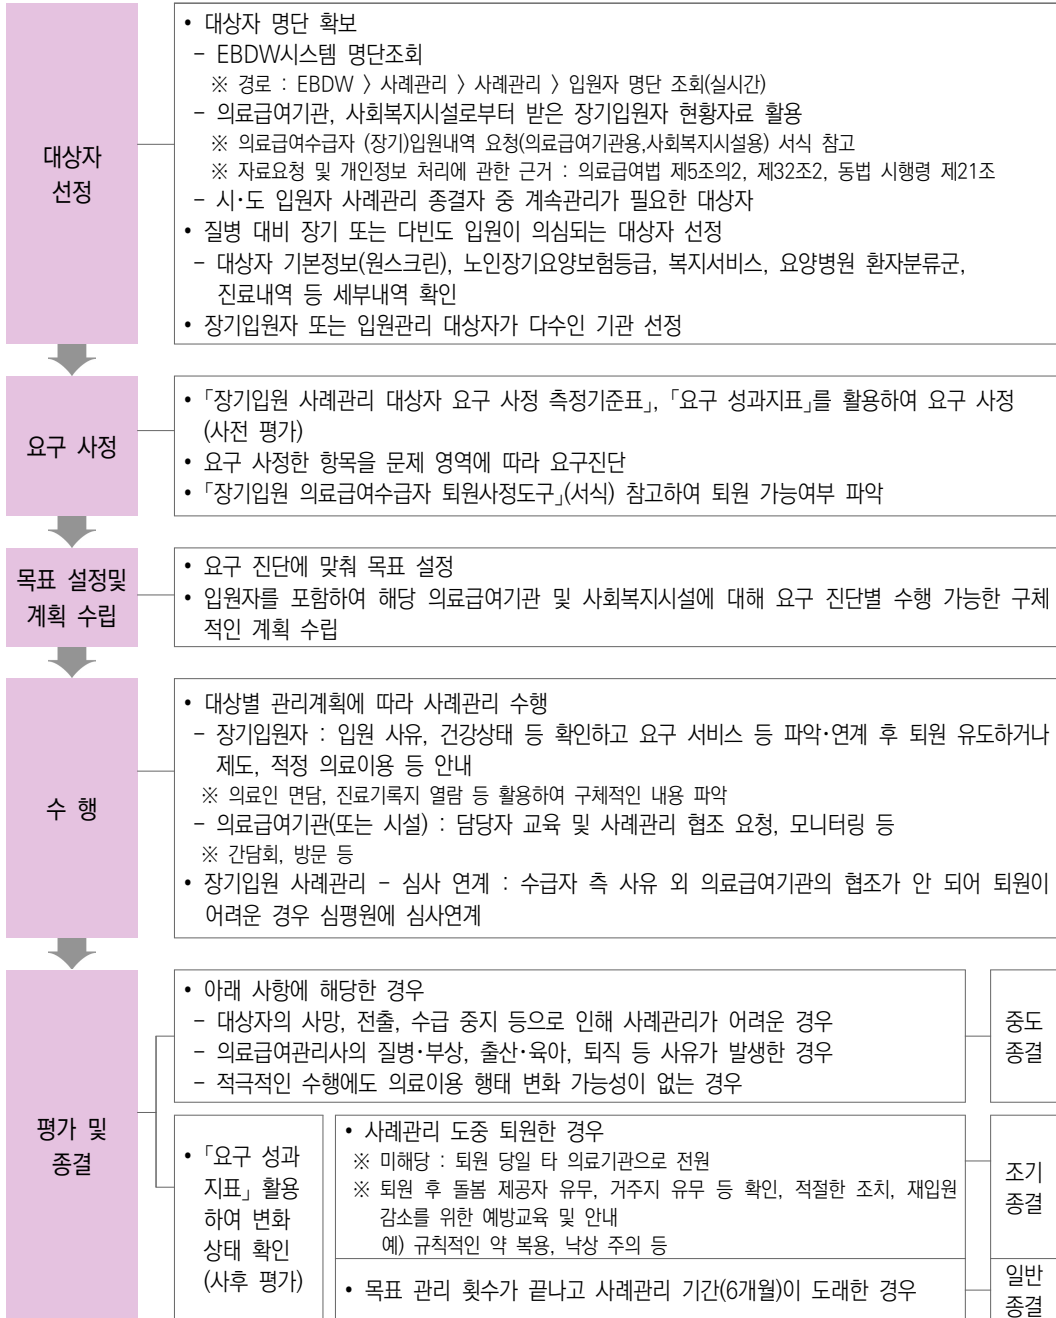 대상자
선정
• 대상자 명단 확보
- EBDW시스템 명단조회
※ 경로 : EBDW 〉 사례관리 〉 사례관리 〉 입원자 명단 조회(실시간)
- 의료급여기관, 사회복지시설로부터 받은 장기입원자 현황자료 활용
※ 의료급여수급자 (장기)입원내역 요청(의료급여기관용,사회복지시설용) 서식 참고
※ 자료요청 및 개인정보 처리에 관한 근거 : 의료급여법 제5조의2, 제32조2, 동법 시행령 제21조
- 시·도 입원자 사례관리 종결자 중 계속관리가 필요한 대상자
• 질병 대비 장기 또는 다빈도 입원이 의심되는 대상자 선정
- 대상자 기본정보(원스크린), 노인장기요양보험등급, 복지서비스, 요양병원 환자분류군,
진료내역 등 세부내역 확인
• 장기입원자 또는 입원관리 대상자가 다수인 기관 선정
요구 사정
• 「장기입원 사례관리 대상자 요구 사정 측정기준표」, 「요구 성과지표」를 활용하여 요구 사정
(사전 평가)
• 요구 사정한 항목을 문제 영역에 따라 요구진단
• 「장기입원 의료급여수급자 퇴원사정도구」(서식) 참고하여 퇴원 가능여부 파악
목표 설정및
계획 수립
• 요구 진단에 맞춰 목표 설정
• 입원자를 포함하여 해당 의료급여기관 및 사회복지시설에 대해 요구 진단별 수행 가능한 구체
적인 계획 수립
수 행
• 대상별 관리계획에 따라 사례관리 수행
- 장기입원자 : 입원 사유, 건강상태 등 확인하고 요구 서비스 등 파악·연계 후 퇴원 유도하거나
제도, 적정 의료이용 등 안내
※ 의료인 면담, 진료기록지 열람 등 활용하여 구체적인 내용 파악
- 의료급여기관(또는 시설) : 담당자 교육 및 사례관리 협조 요청, 모니터링 등
※ 간담회, 방문 등
• 장기입원 사례관리 - 심사 연계 : 수급자 측 사유 외 의료급여기관의 협조가 안 되어 퇴원이
어려운 경우 심평원에 심사연계
평가 및
종결
• 아래 사항에 해당한 경우
- 대상자의 사망, 전출, 수급 중지 등으로 인해 사례관리가 어려운 경우
- 의료급여관리사의 질병·부상, 출산·육아, 퇴직 등 사유가 발생한 경우
- 적극적인 수행에도 의료이용 행태 변화 가능성이 없는 경우
중도
종결
• 「요구 성과
지표」 활용
하여 변화
상태 확인
(사후 평가)
• 사례관리 도중 퇴원한 경우
※ 미해당 : 퇴원 당일 타 의료기관으로 전원
※ 퇴원 후 돌봄 제공자 유무, 거주지 유무 등 확인, 적절한 조치, 재입원
감소를 위한 예방교육 및 안내
예) 규칙적인 약 복용, 낙상 주의 등
조기
종결
• 목표 관리 횟수가 끝나고 사례관리 기간(6개월)이 도래한 경우
일반
종결